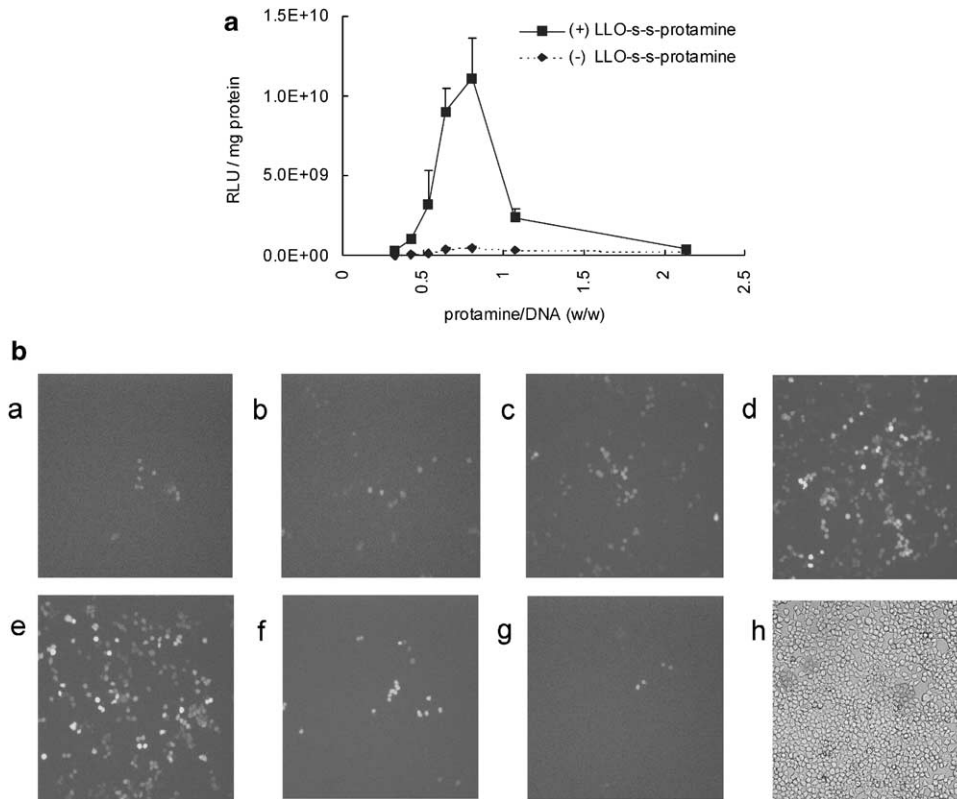 a
(+) LLO-s-s-protamine
(-) LLO-s-s-protamine
1.5E+10
1.0E+10
5.0E+09
0.0E+00
RLU / mg protein
0
0.5
1
1.5
2
2.5
protamine/DNA (w/w)
b
a
b
c
d
e
f
g
h